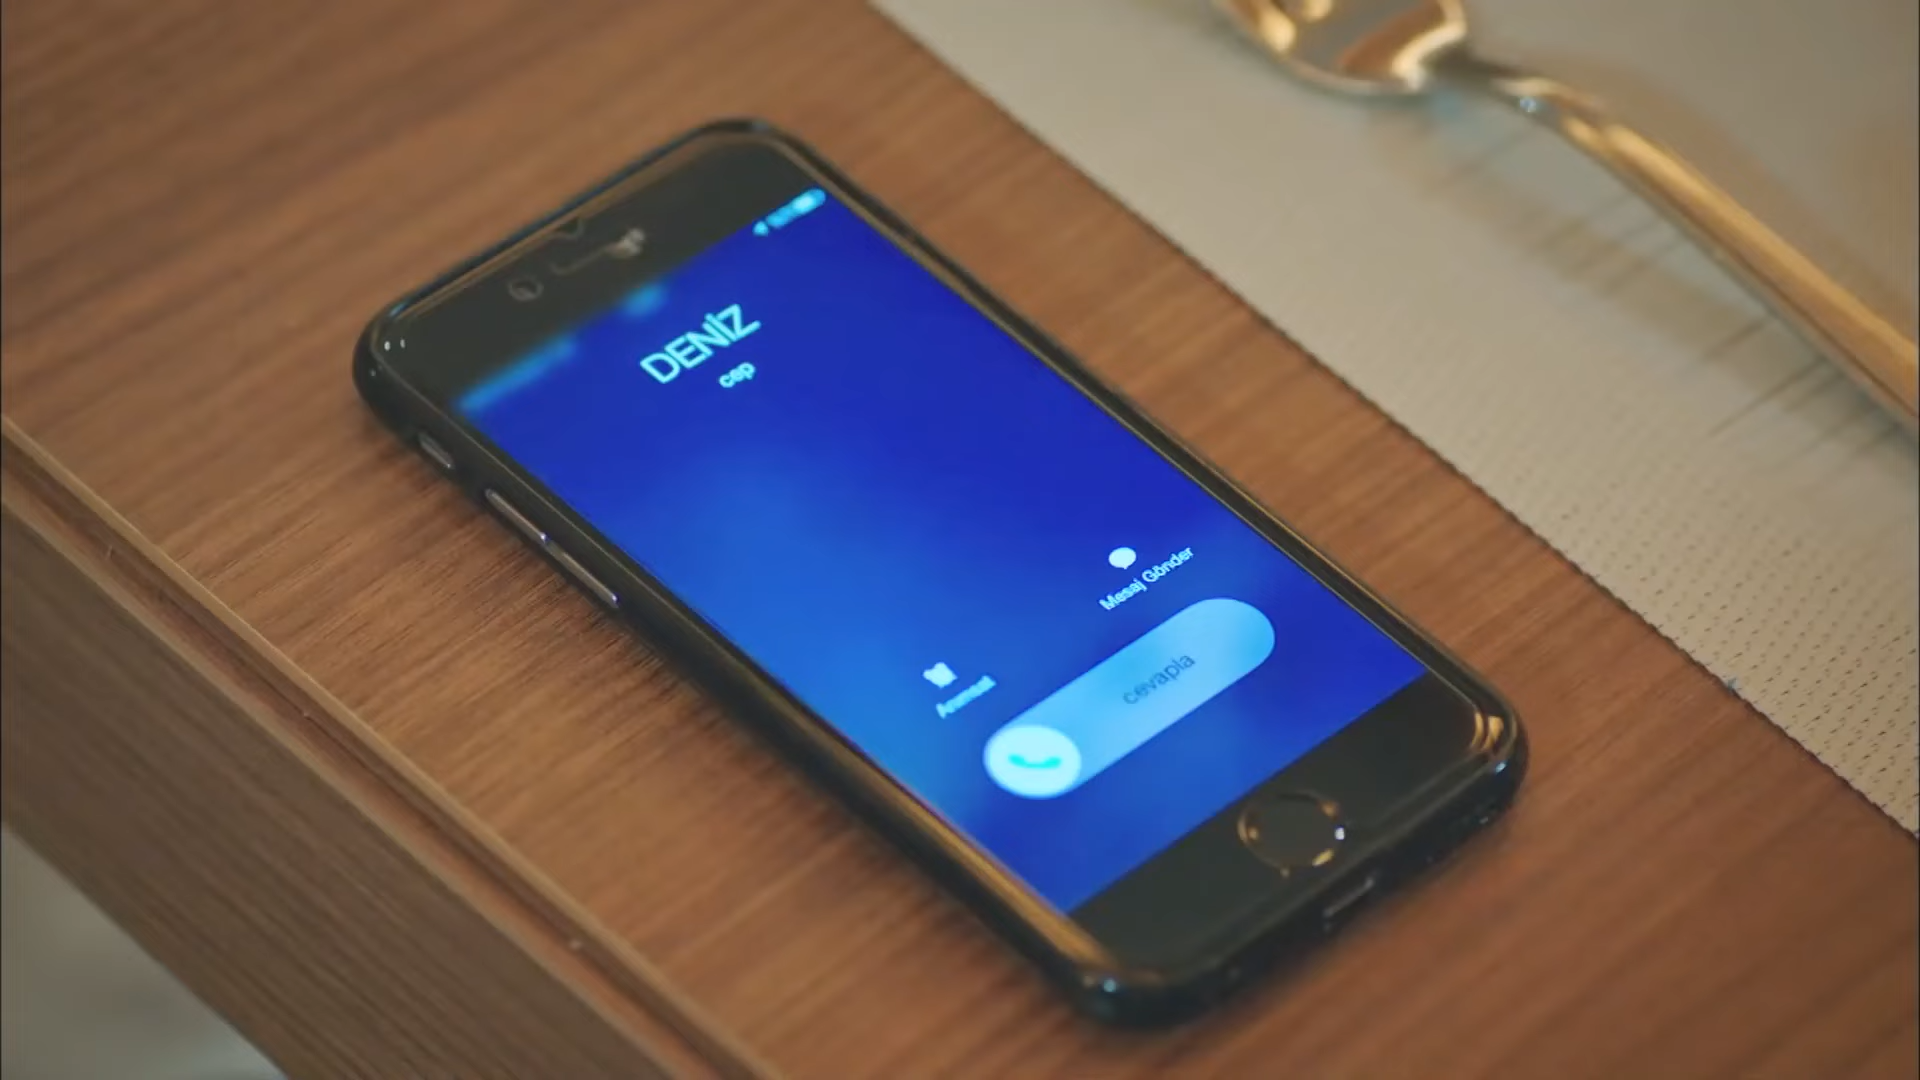 DENİZ
cep
Mesaj Gönder
Anımsat
cevapla